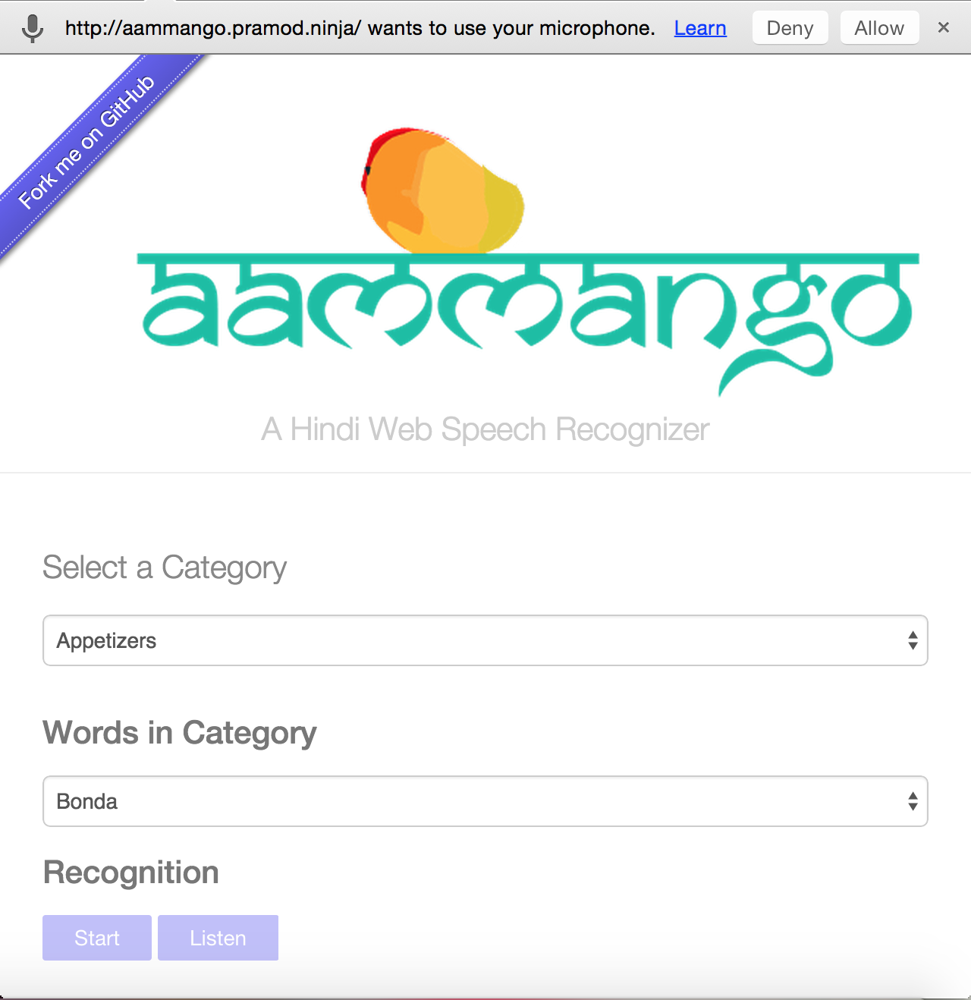 http://aammango.pramod.ninja/ wants to use your microphone. Learn Deny Allow ×
Fork me on GitHub
aammango
A Hindi Web Speech Recognizer
Select a Category
Appetizers
Words in Category
Bonda
Recognition
Start Listen